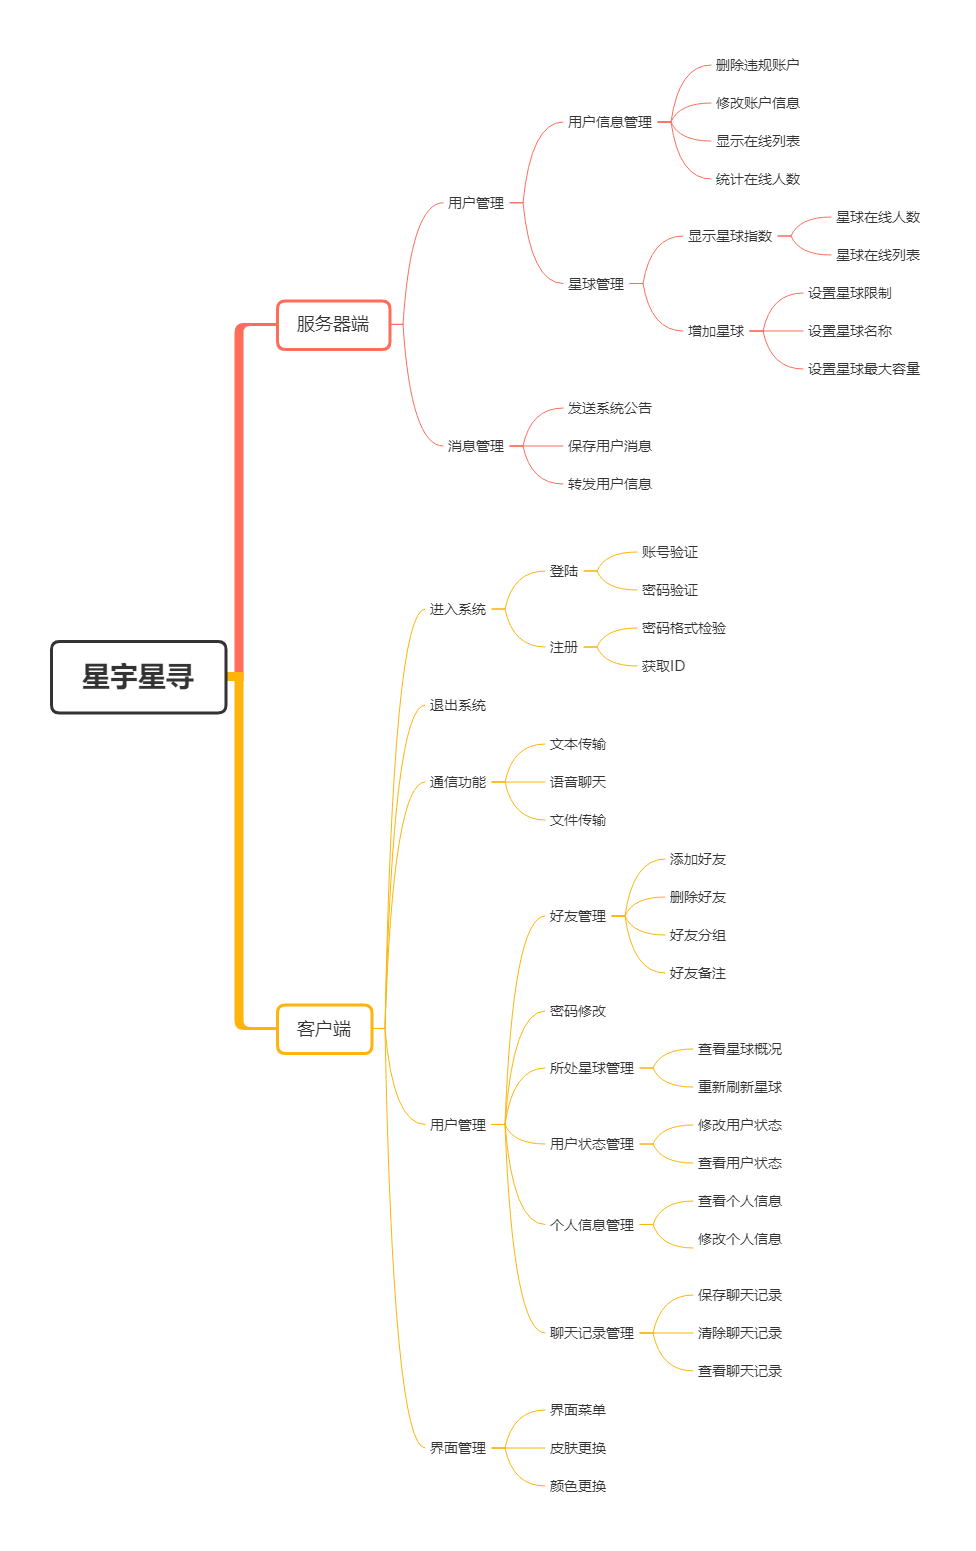 星宇星寻
服务器端
用户管理
用户信息管理
删除违规账户
修改账户信息
显示在线列表
统计在线人数
星球管理
显示星球指数
星球在线人数
星球在线列表
增加星球
设置星球限制
设置星球名称
设置星球最大容量
消息管理
发送系统公告
保存用户消息
转发用户信息
客户端
进入系统
登陆
账号验证
密码验证
注册
密码格式检验
获取ID
退出系统
通信功能
文本传输
语音聊天
文件传输
用户管理
好友管理
添加好友
删除好友
好友分组
好友备注
密码修改
所处星球管理
查看星球概况
重新刷新星球
用户状态管理
修改用户状态
查看用户状态
个人信息管理
查看个人信息
修改个人信息
聊天记录管理
保存聊天记录
清除聊天记录
查看聊天记录
界面管理
界面菜单
皮肤更换
颜色更换